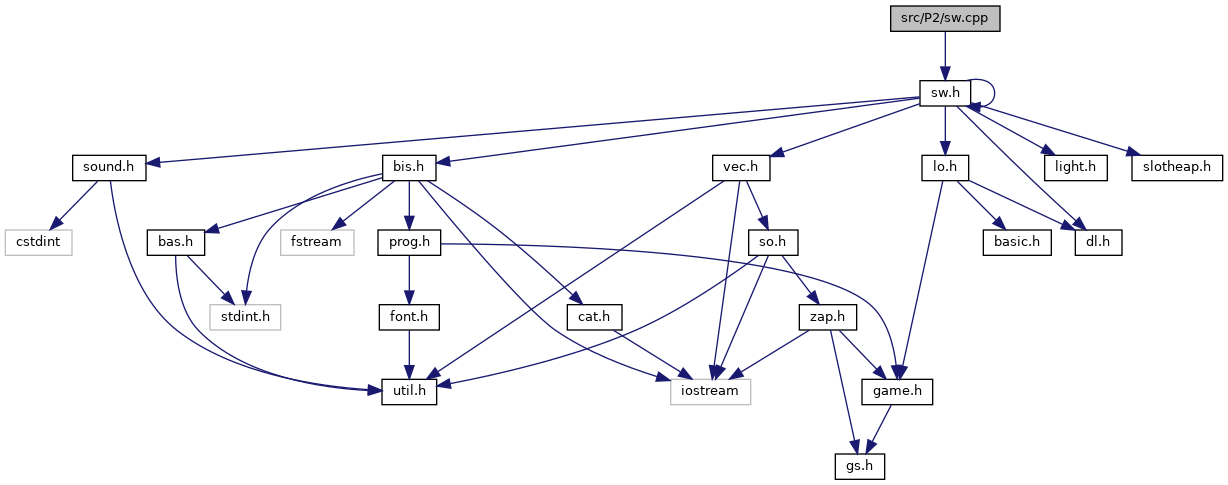 src/P2/sw.cpp
sw.h
sound.h
bis.h
vec.h
lo.h
light.h
slotheap.h
cstdint
bas.h
fstream
prog.h
so.h
basic.h
dl.h
stdint.h
font.h
cat.h
zap.h
util.h
iostream
game.h
gs.h